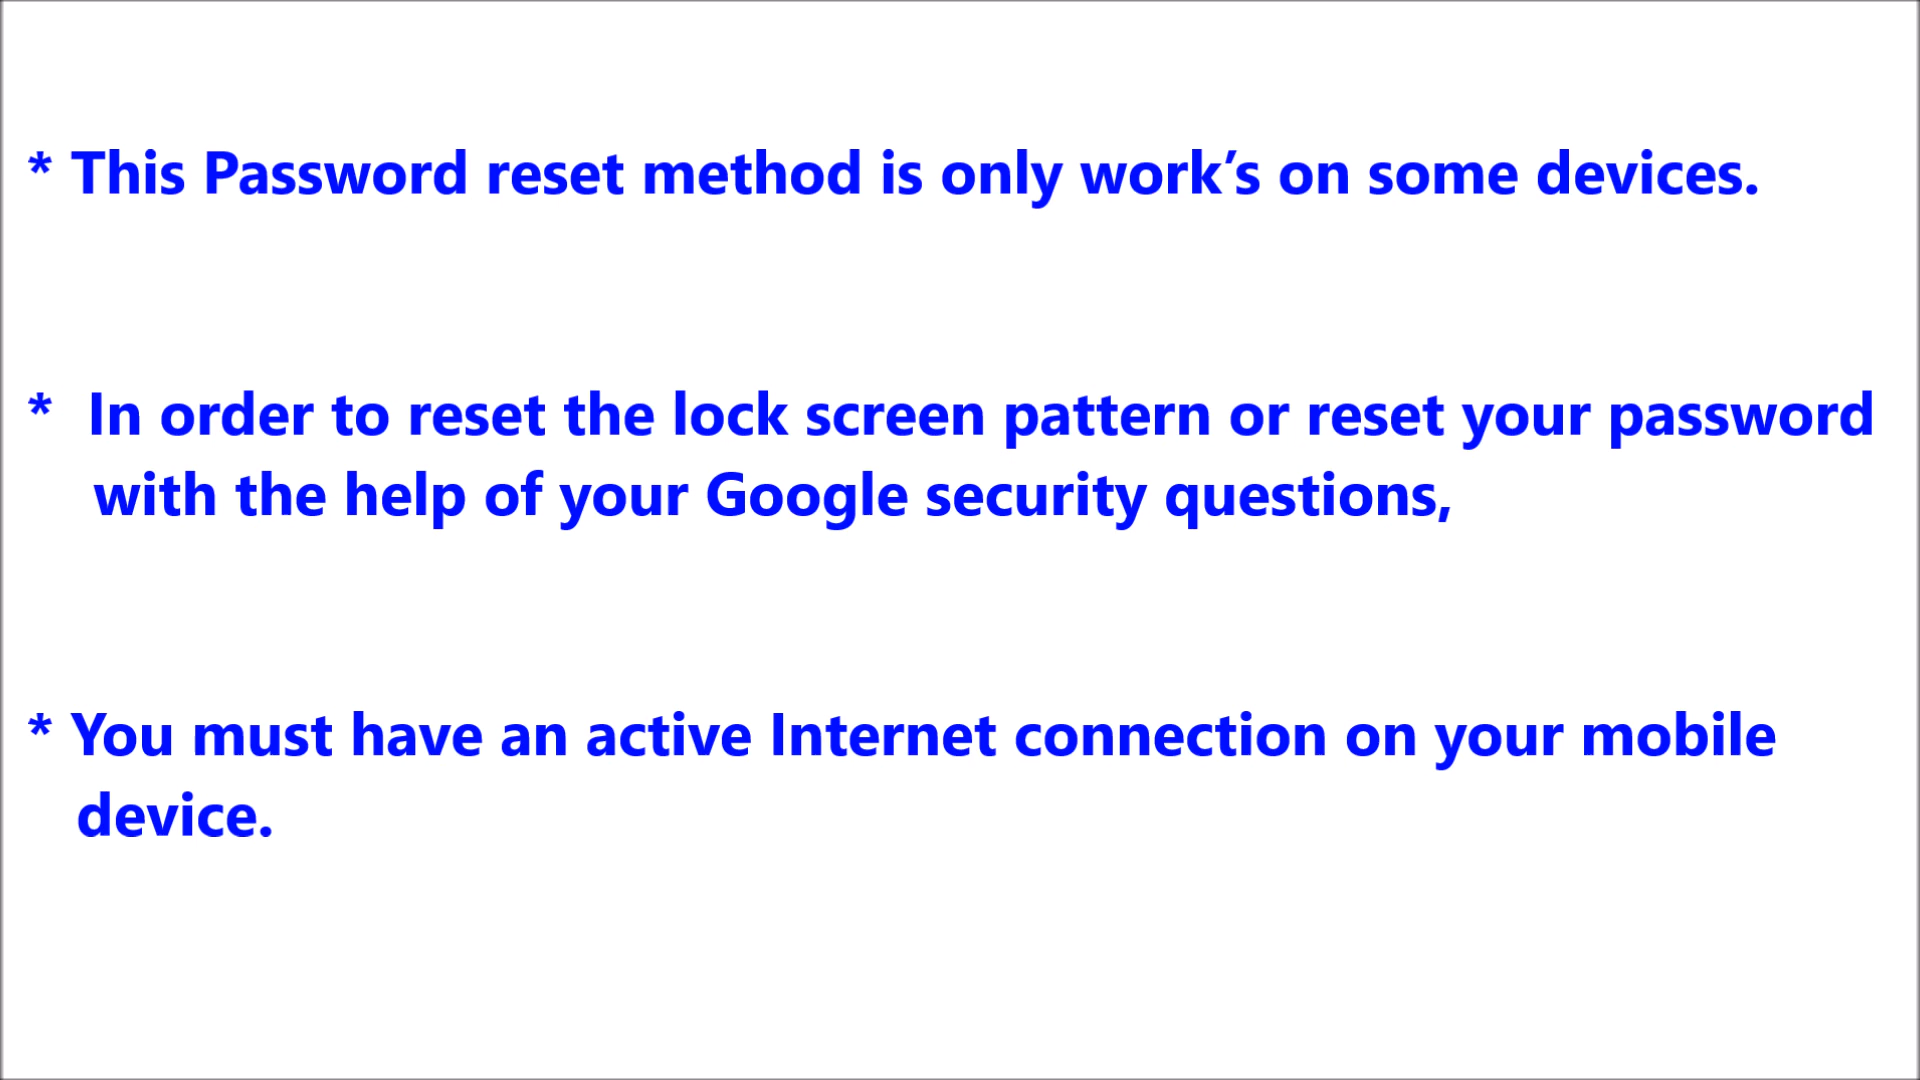 * This Password reset method is only work’s on some devices.
* In order to reset the lock screen pattern or reset your password
with the help of your Google security questions,
* You must have an active Internet connection on your mobile
device.